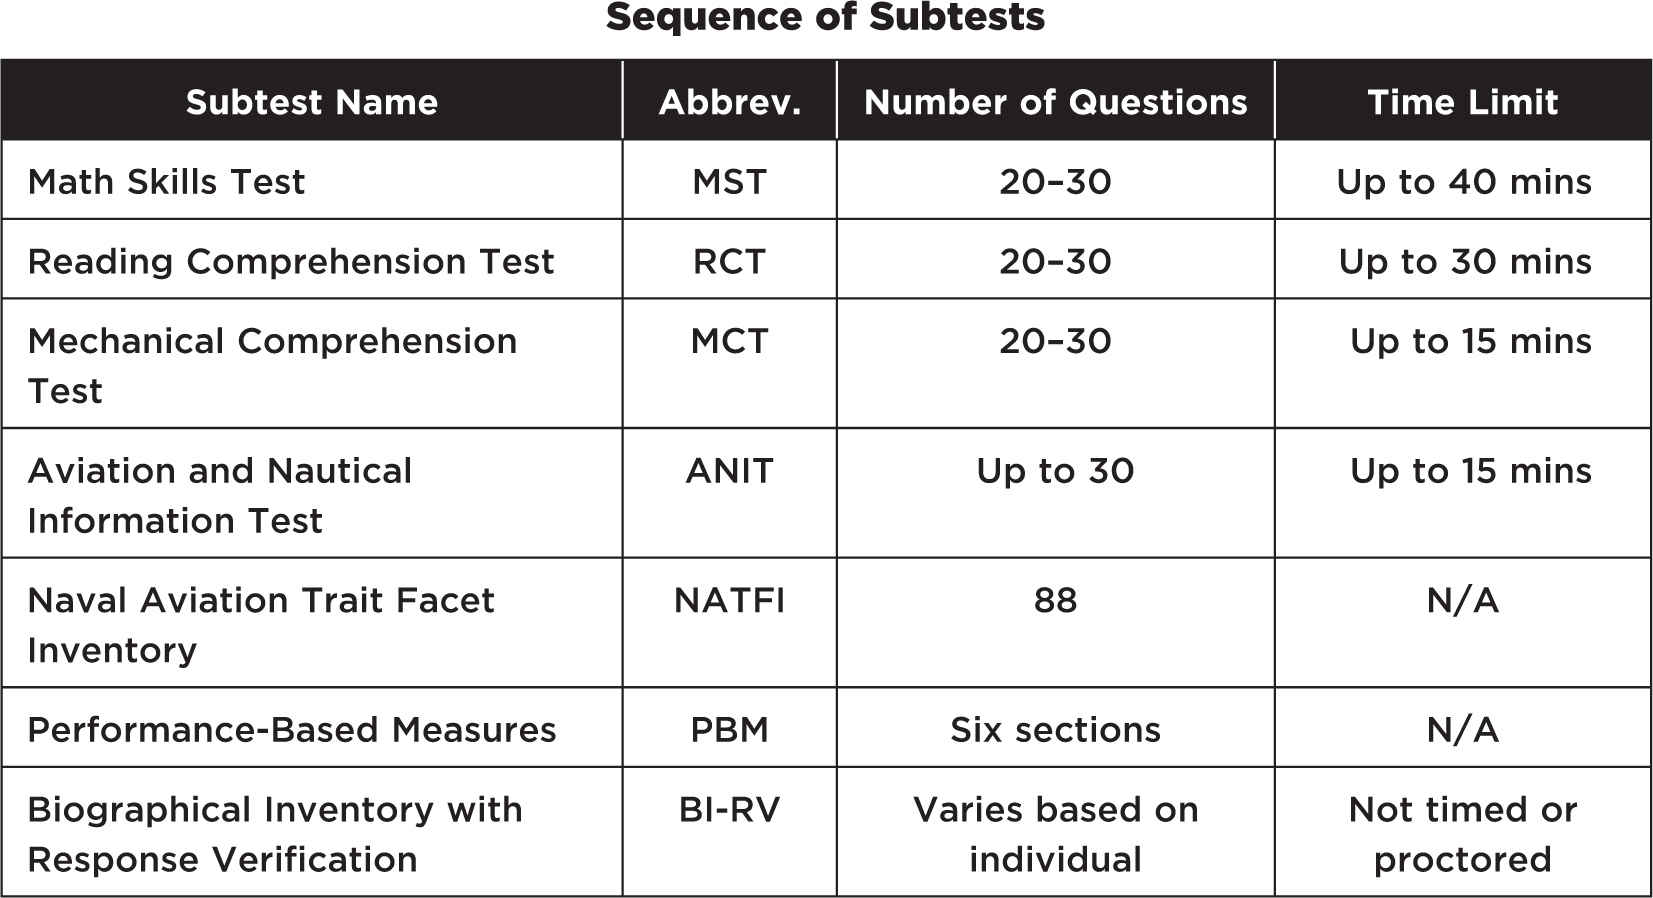 Sequence of Subtests
Subtest Name Abbrev. Number of Questions Time Limit
Math Skills Test MST 20–30 Up to 40 mins
Reading Comprehension Test RCT 20–30 Up to 30 mins
Mechanical Comprehension MCT 20–30 Up to 15 mins
Test
Aviation and Nautical ANIT Up to 30 Up to 15 mins
Information Test
Naval Aviation Trait Facet NATFI 88 N/A
Inventory
Performance-Based Measures PBM Six sections N/A
Biographical Inventory with BI-RV Varies based on Not timed or
Response Verification individual proctored